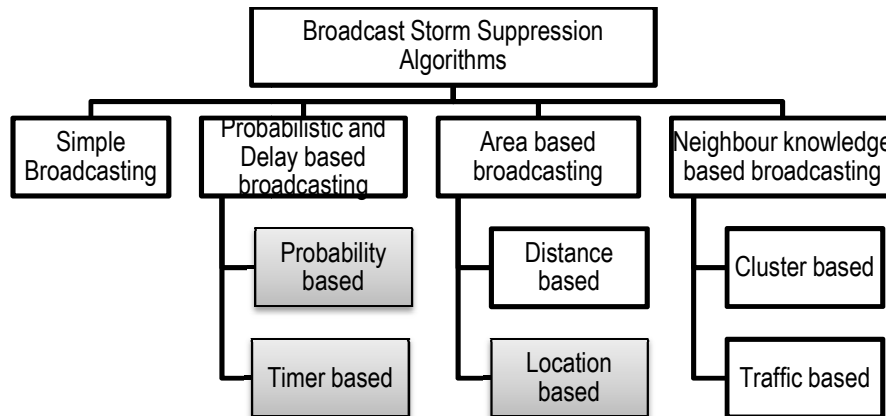 Broadcast Storm Suppression
Algorithms
Simple
Broadcasting
Probabilistic and
Delay based
broadcasting
Area based
broadcasting
Neighbour knowledge
based broadcasting
Probability
based
Distance
based
Cluster based
Timer based
Location
based
Traffic based